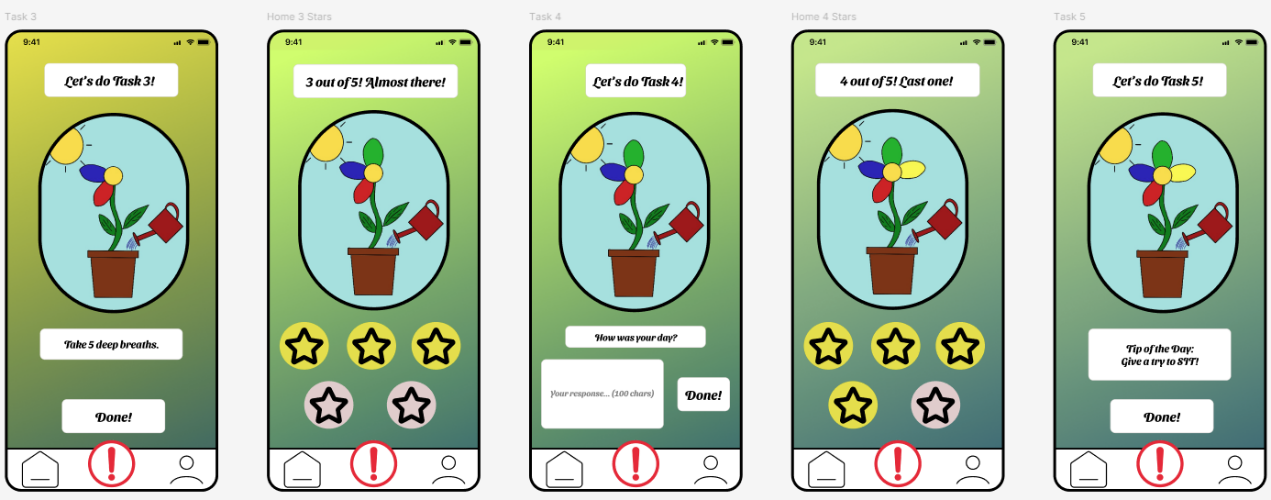 Task 3
9:41
Let's do Task 3!
Take 5 deep breaths.
Done!
Home 3 Stars
9:41
3 out of 5! Almost there!
Task 4
9:41
Let's do Task 4!
How was your day?
Your response... (100 chars)
Done!
Home 4 Stars
9:41
4 out of 5! Last one!
Task 5
9:41
Let's do Task 5!
Tip of the Day:
Give a try to SIT!
Done!